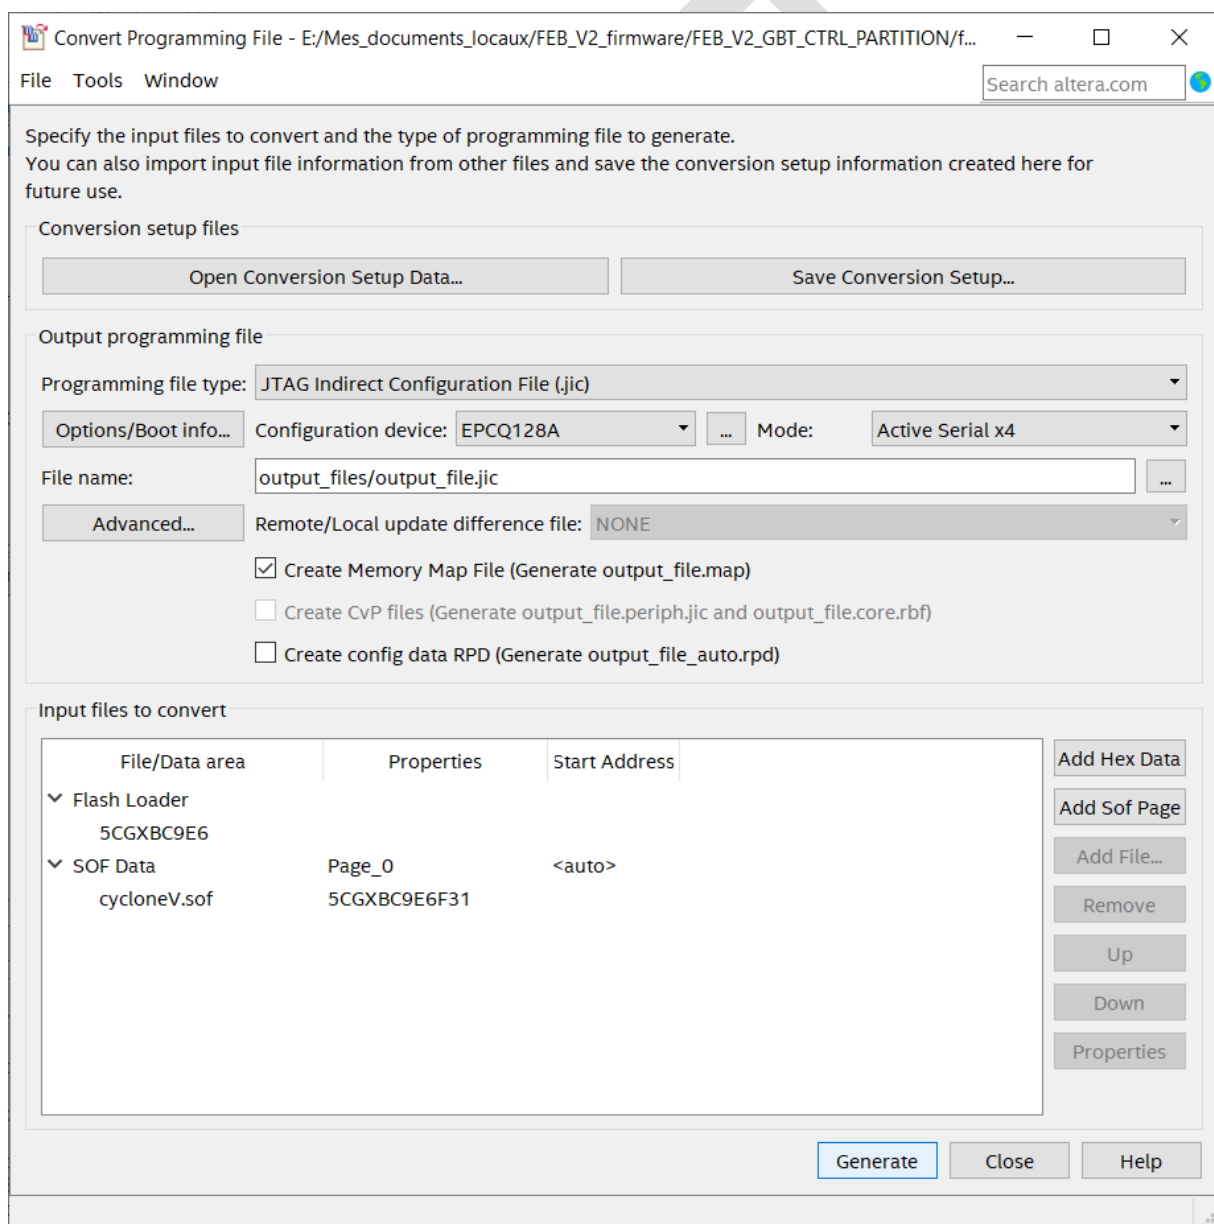 Convert Programming File - E:/Mes_documents_locaux/FEB_V2_firmware/FEB_V2_GBT_CTRL_PARTITION/f...
File Tools Window
Search altera.com
Specify the input files to convert and the type of programming file to generate.
You can also import input file information from other files and save the conversion setup information created here for
future use.
Conversion setup files
Open Conversion Setup Data...
Save Conversion Setup...
Output programming file
Programming file type: JTAG Indirect Configuration File (.jic)
Options/Boot info... Configuration device: EPCQ128A ... Mode: Active Serial x4
File name: output_files/output_file.jic ...
Advanced... Remote/Local update difference file: NONE
Create Memory Map File (Generate output_file.map)
Create CvP files (Generate output_file.periph.jic and output_file.core.rbf)
Create config data RPD (Generate output_file_auto.rpd)
Input files to convert
File/Data area Properties Start Address
Flash Loader
5CGXBC9E6
SOF Data Page_0 <auto>
cycloneV.sof 5CGXBC9E6F31
Add Hex Data
Add Sof Page
Add File...
Remove
Up
Down
Properties
Generate Close Help